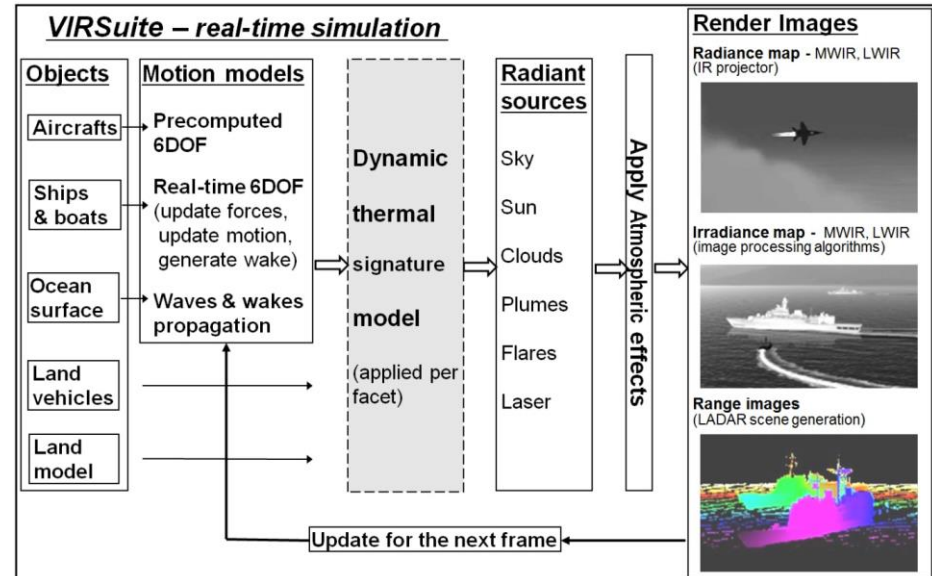 VIRSuite – real-time simulation
Objects
Aircrafts
Ships
& boats
Ocean
surface
Land
vehicles
Land
model
Motion models
Precomputed
6DOF
Real-time 6DOF
(update forces,
update motion,
generate wake)
Waves & wakes
propagation
Dynamic
thermal
signature
model
(applied per
facet)
Radiant
sources
Sky
Sun
Clouds
Plumes
Flares
Laser
Apply Atmospheric effects
Render Images
Radiance map - MWIR, LWIR
(IR projector)
Irradiance map - MWIR, LWIR
(image processing algorithms)
Range images
(LADAR scene generation)
Update for the next frame